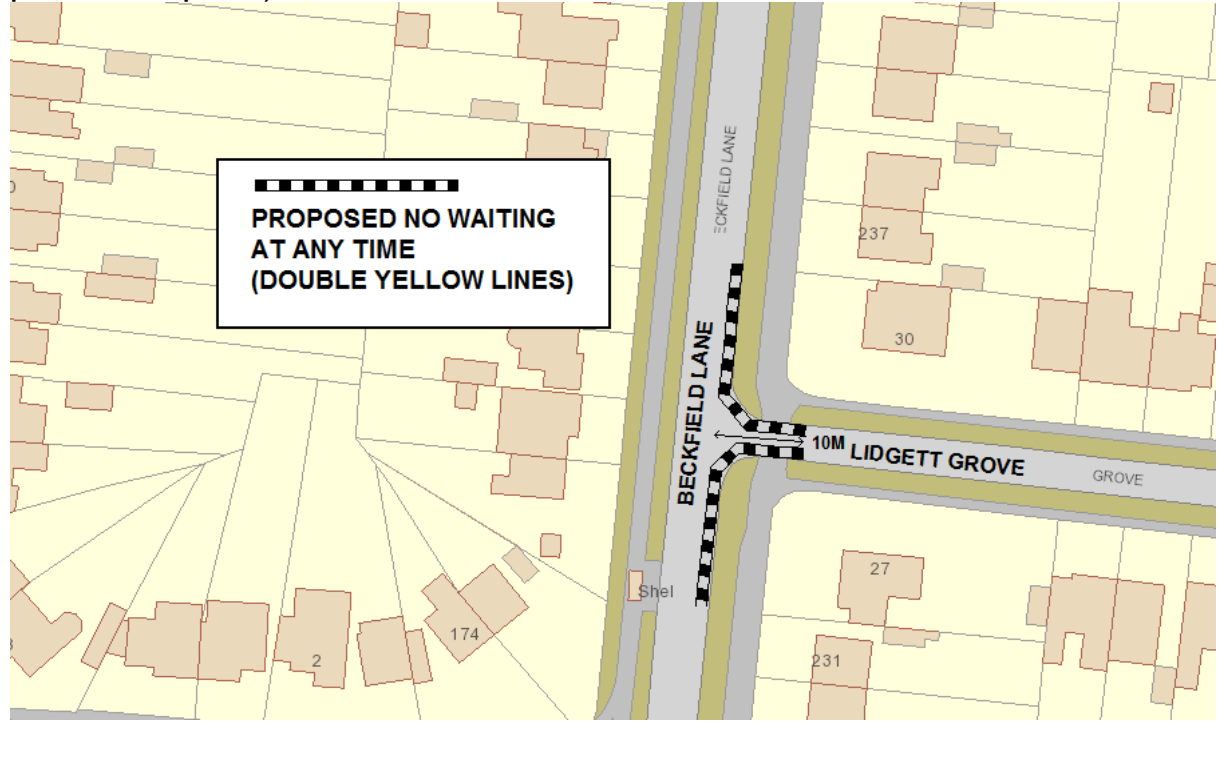 ECKFIELD LANE
237
PROPOSED NO WAITING
AT ANY TIME
(DOUBLE YELLOW LINES)
30
BECKFIELD LANE
10M
LIDGETT GROVE
GROVE
27
Shel
174
2
231